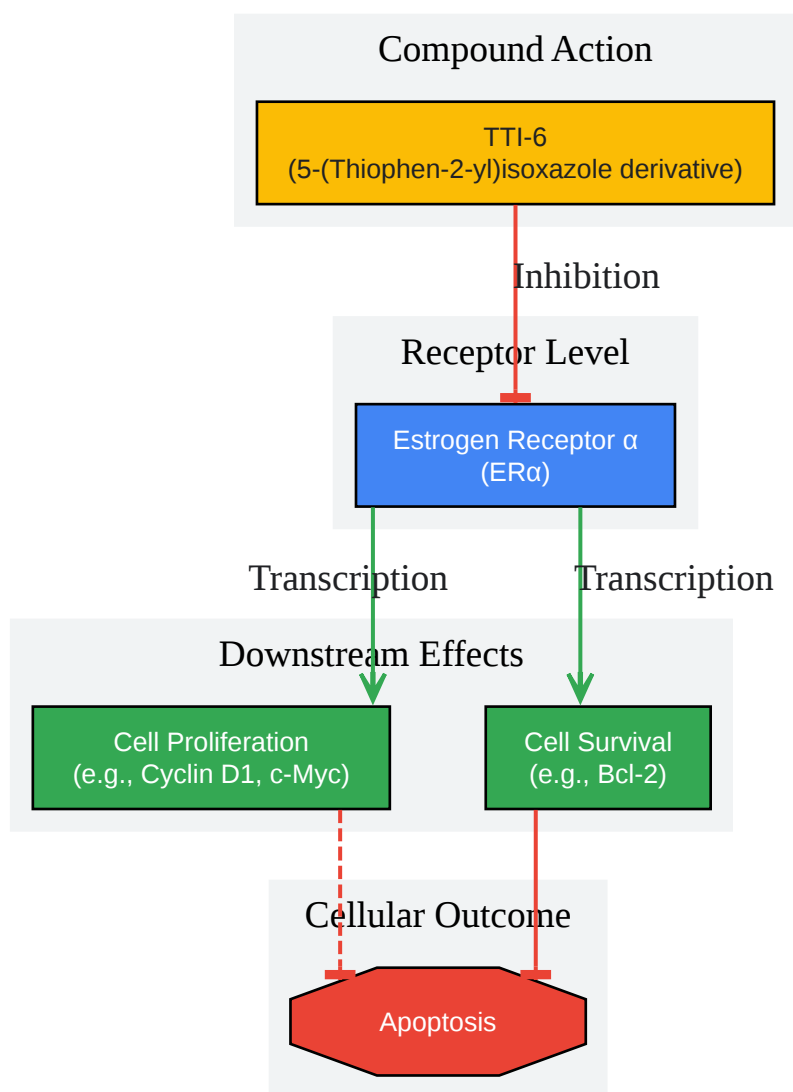 Compound Action
TTI-6
(5-(Thiophen-2-yl)isoxazole derivative)
Inhibition
Receptor Level
Estrogen Receptor α
(ERα)
Transcription
Transcription
Downstream Effects
Cell Proliferation
(e.g., Cyclin D1, c-Myc)
Cell Survival
(e.g., Bcl-2)
Cellular Outcome
Apoptosis